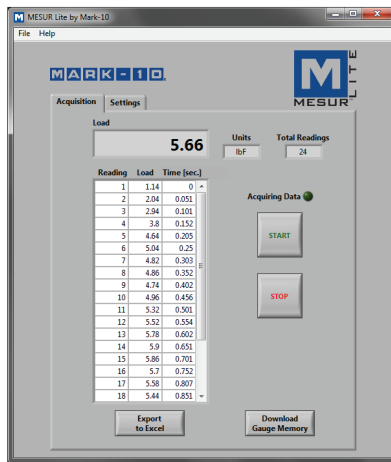 MESUR Lite by Mark-10
File Help
MARK-10.
M
LITE
MESUR
Acquisition Settings
Load
5.66
Units
lbF
Total Readings
24
Reading Load Time [sec.]
1 1.14 0
2 2.04 0.051
3 2.94 0.101
4 3.8 0.152
5 4.64 0.205
6 5.04 0.25
7 4.82 0.303
8 4.86 0.352
9 4.74 0.402
10 4.96 0.456
11 5.32 0.501
12 5.52 0.554
13 5.78 0.602
14 5.9 0.651
15 5.86 0.701
16 5.7 0.752
17 5.58 0.807
18 5.44 0.851
Acquiring Data
START
STOP
Export
to Excel
Download
Gauge Memory